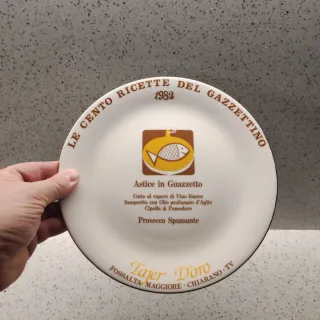 LE CENTO RICETTE DEL GAZZETTINO
1982
Astice in Guazzetto
Cotto al vapore di Vino bianco
Insaporito con Olio profumato d'Aglio
Cipolla & Pomodoro
Prosecco Spumante
Tajer D'oro
FOSSALTA MAGGIORE · CHIARANO · TV